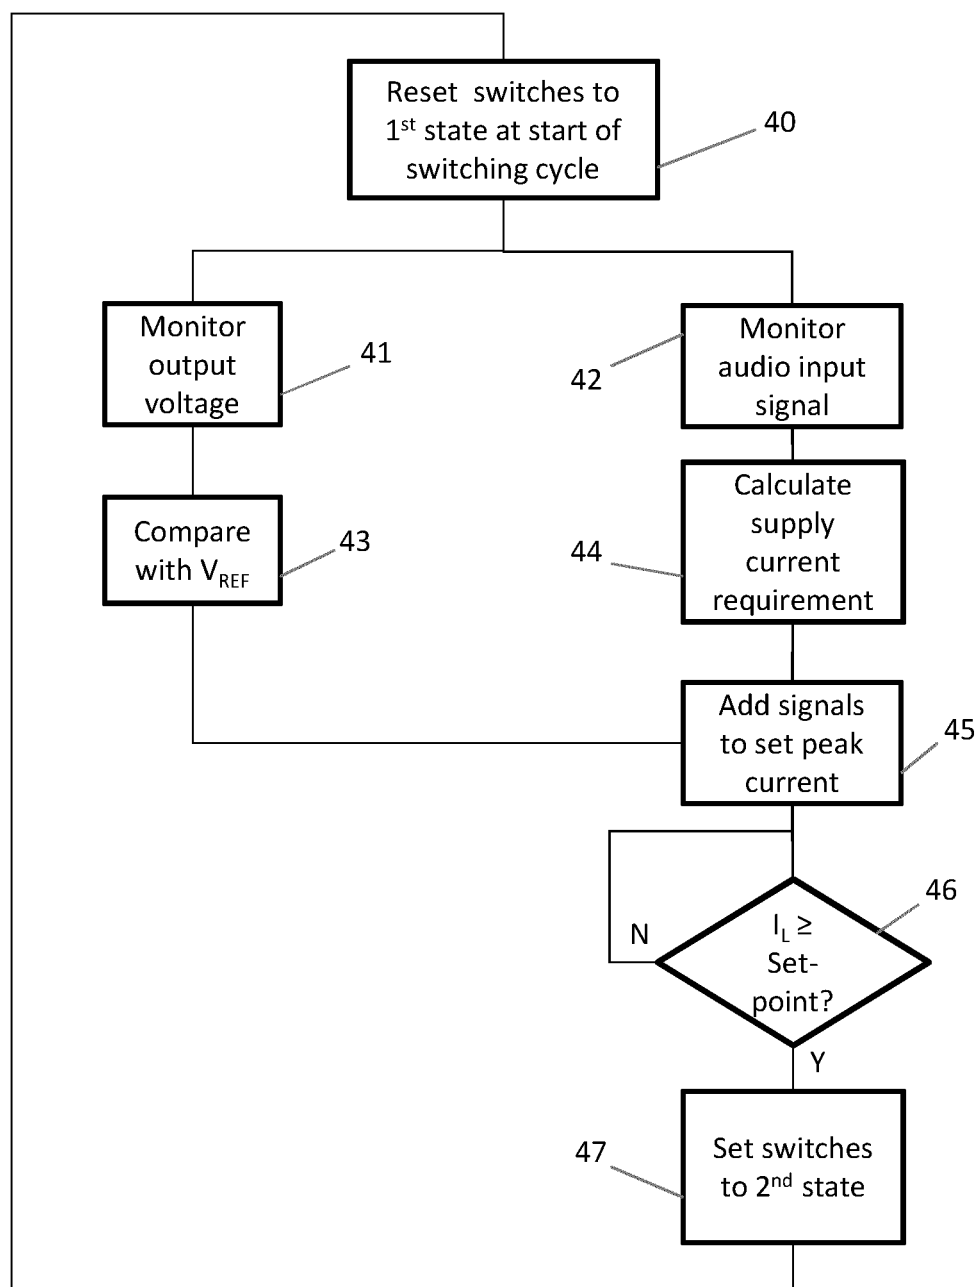 Reset switches to
1st state at start of
switching cycle
40
Monitor
output
voltage
41
42
Monitor
audio input
signal
Compare
with VREF
43
44
Calculate
supply
current
requirement
Add signals
to set peak
current
45
46
IL ≥
Set-
point?
N
Y
47
Set switches
to 2nd state